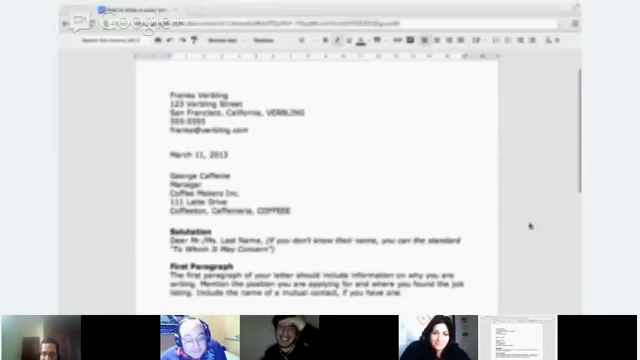 Google+
Franko Verbling
123 Verbling Street
San Francisco, California, VERBLING
555-5555
franko@verbling.com
March 11, 2013
George Caffeine
Manager
Coffee Makers Inc.
111 Latte Drive
Coffeeton, Caffeineria, COFFEEE
Salutation
Dear Mr./Ms. Last Name, (if you don't know their name, you can the standard
"To Whom It May Concern")
First Paragraph
The first paragraph of your letter should include information on why you are
writing. Mention the position you are applying for and where you found the job
listing. Include the name of a mutual contact, if you have one.